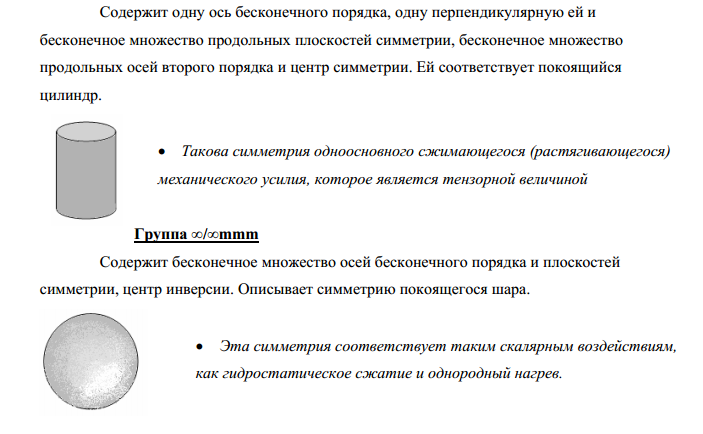 Содержит одну ось бесконечного порядка, одну перпендикулярную ей и
бесконечное множество продольных плоскостей симметрии, бесконечное множество
продольных осей второго порядка и центр симметрии. Ей соответствует покоящийся
цилиндр.
• Такова симметрия одноосновного сжимающегося (растягивающегося)
механического усилия, которое является тензорной величиной
Группа ∞/∞mmm
Содержит бесконечное множество осей бесконечного порядка и плоскостей
симметрии, центр инверсии. Описывает симметрию покоящегося шара.
• Эта симметрия соответствует таким скалярным воздействиям,
как гидростатическое сжатие и однородный нагрев.